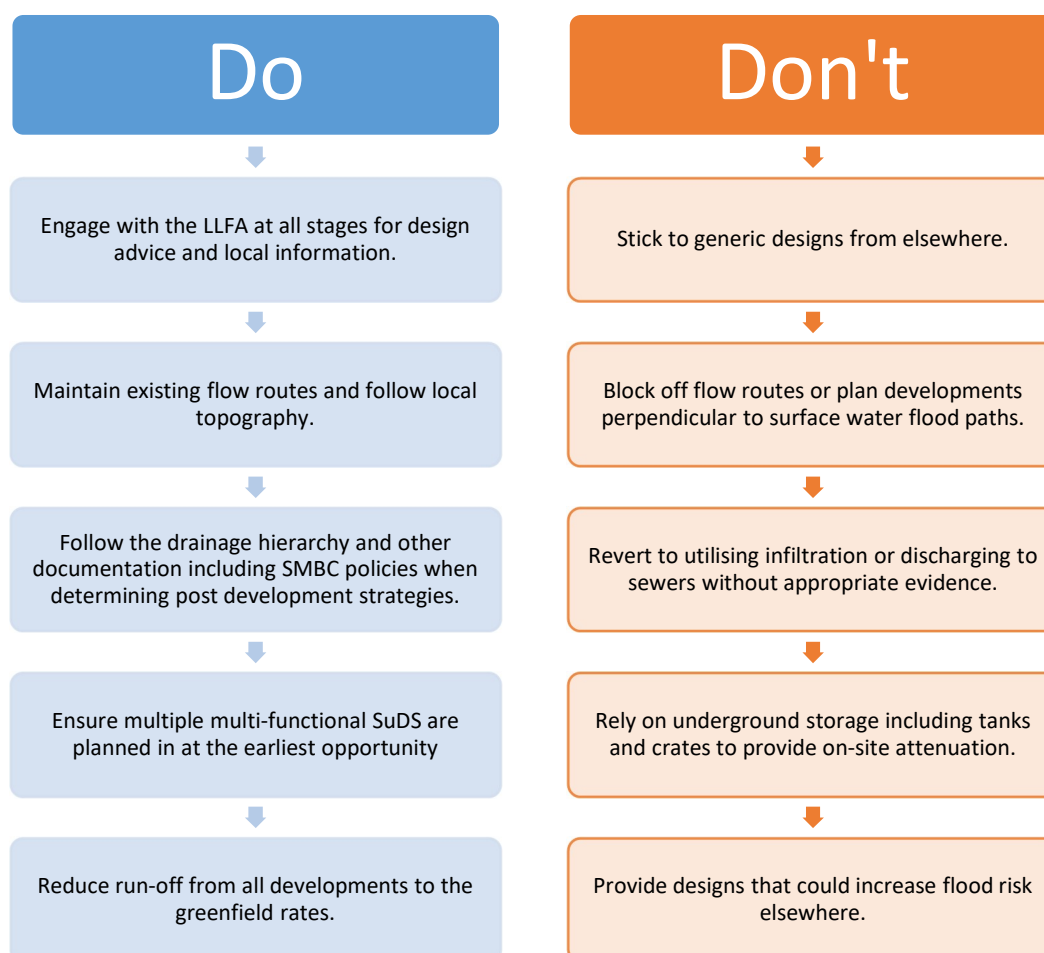 Do
Engage with the LLFA at all stages for design
advice and local information.
Maintain existing flow routes and follow local
topography.
Follow the drainage hierarchy and other
documentation including SMBC policies when
determining post development strategies.
Ensure multiple multi-functional SuDS are
planned in at the earliest opportunity
Reduce run-off from all developments to the
greenfield rates.
Don't
Stick to generic designs from elsewhere.
Block off flow routes or plan developments
perpendicular to surface water flood paths.
Revert to utilising infiltration or discharging to
sewers without appropriate evidence.
Rely on underground storage including tanks
and crates to provide on-site attenuation.
Provide designs that could increase flood risk
elsewhere.